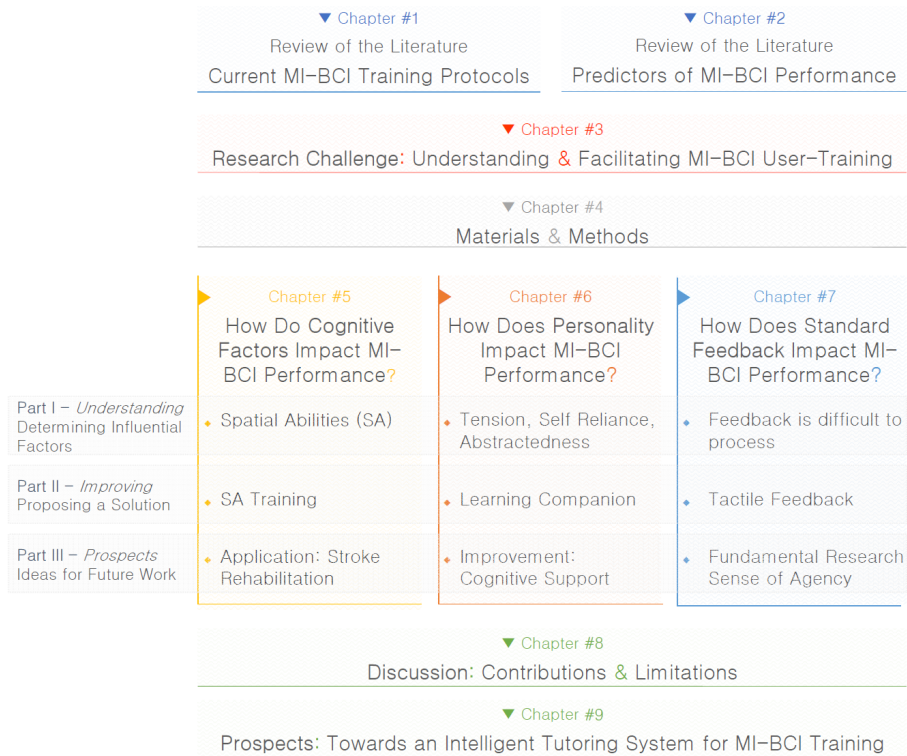 ▼ Chapter #1
Review of the Literature
Current MI-BCI Training Protocols
▼ Chapter #2
Review of the Literature
Predictors of MI-BCI Performance
▼ Chapter #3
Research Challenge: Understanding & Facilitating MI-BCI User-Training
▼ Chapter #4
Materials & Methods
Chapter #5
How Do Cognitive
Factors Impact MI-
BCI Performance?
Chapter #6
How Does Personality
Impact MI-BCI
Performance?
Chapter #7
How Does Standard
Feedback Impact MI-
BCI Performance?
Part I – Understanding
Determining Influential
Factors
Spatial Abilities (SA)
Tension, Self Reliance,
Abstractedness
Feedback is difficult to
process
Part II – Improving
Proposing a Solution
SA Training
Learning Companion
Tactile Feedback
Part III – Prospects
Ideas for Future Work
Application: Stroke
Rehabilitation
Improvement:
Cognitive Support
Fundamental Research
Sense of Agency
▼ Chapter #8
Discussion: Contributions & Limitations
▼ Chapter #9
Prospects: Towards an Intelligent Tutoring System for MI-BCI Training